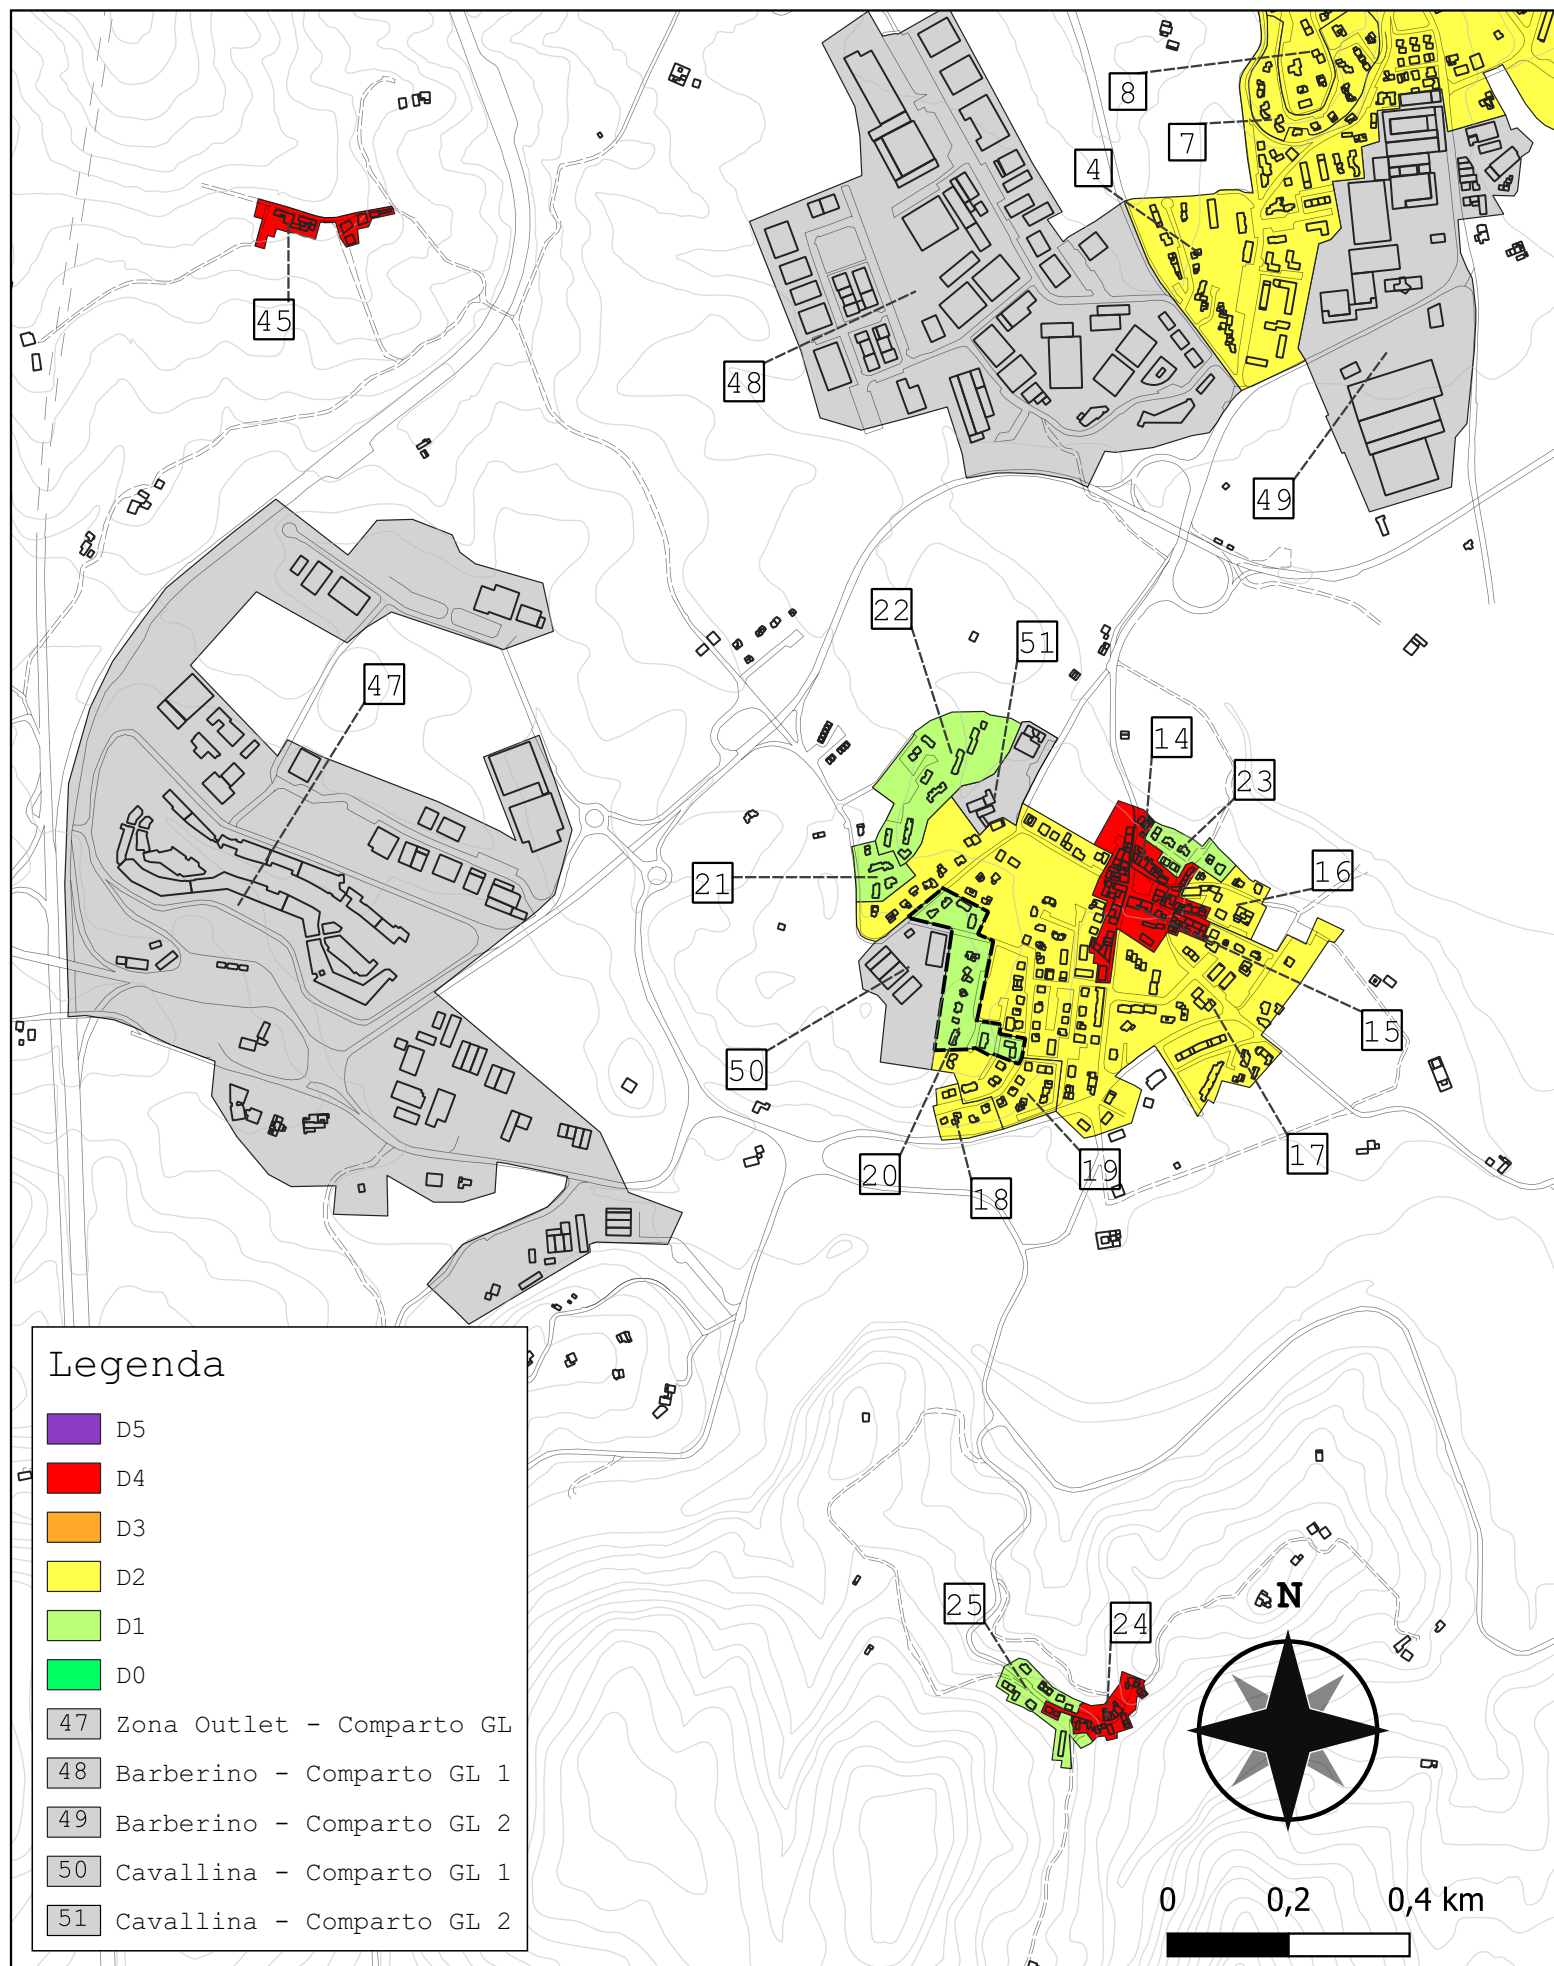 8
7
4
45
48
49
22
51
47
14
23
16
21
15
50
17
20
19
18
25
24
N
Legenda
D5
D4
D3
D2
D1
D0
47 Zona Outlet - Comparto GL
48 Barberino - Comparto GL 1
49 Barberino - Comparto GL 2
50 Cavallina - Comparto GL 1
51 Cavallina - Comparto GL 2
0 0,2 0,4 km